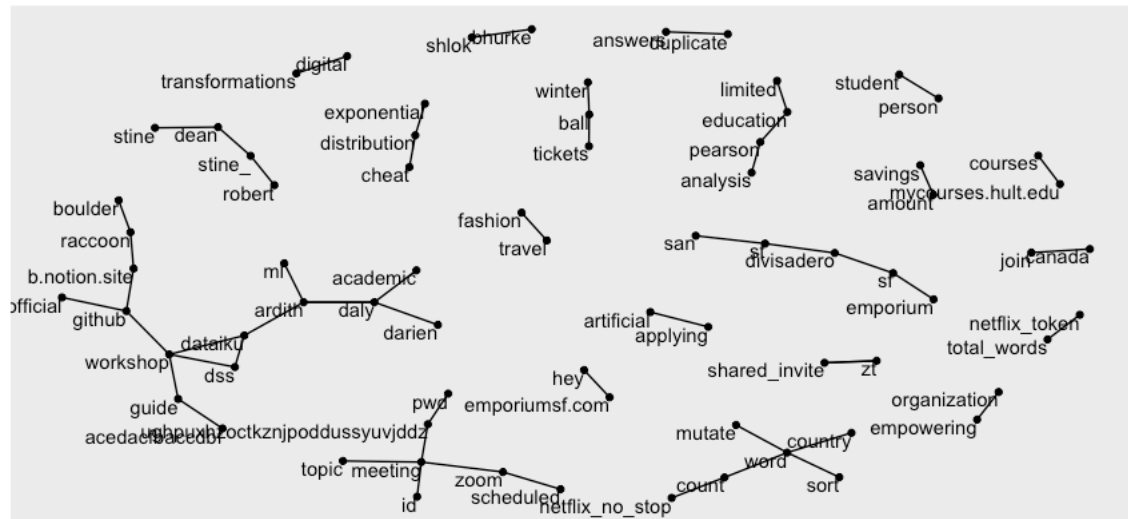 shlok bhurke
answers duplicate
transformations digital
exponential
winter
limited
student
person
stine dean
distribution
ball
education
stine_
robert
cheat
tickets
pearson
analysis
savings
amount
courses
mycourses.hult.edu
boulder
raccoon
b.notion.site
official
github
fashion
travel
san
sf
divisadero
sf
emporium
join canada
ml
academic
ardith daly
darien
artificial
applying
netflix_token
total_words
workshop dataiku
dss
shared_invite zt
hey
emporiumsf.com
guide
pwd
organization
empowering
mutate
country
word
topic meeting zoom
scheduled
id
count
sort
netflix_no_stop